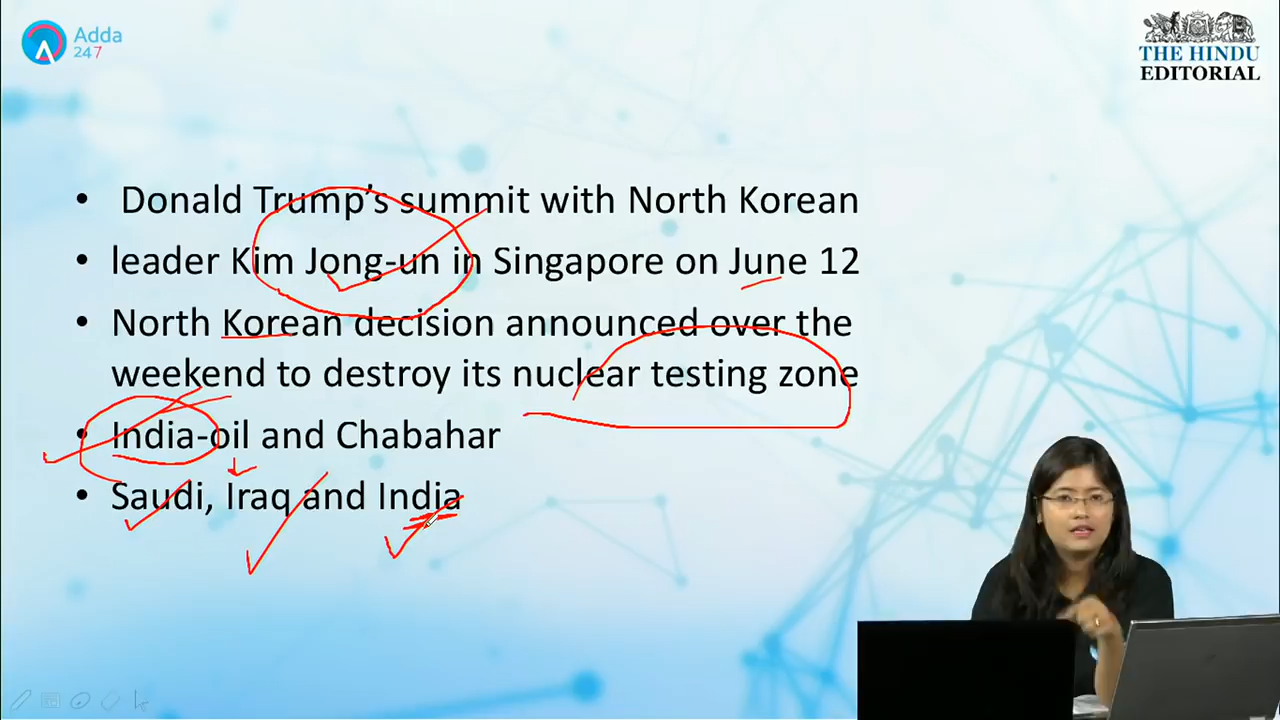 Adda
247
THE HINDU
EDITORIAL
• Donald Trump's summit with North Korean
• leader Kim Jong-un in Singapore on June 12
• North Korean decision announced over the
weekend to destroy its nuclear testing zone
• India-oil and Chabahar
• Saudi, Iraq and India